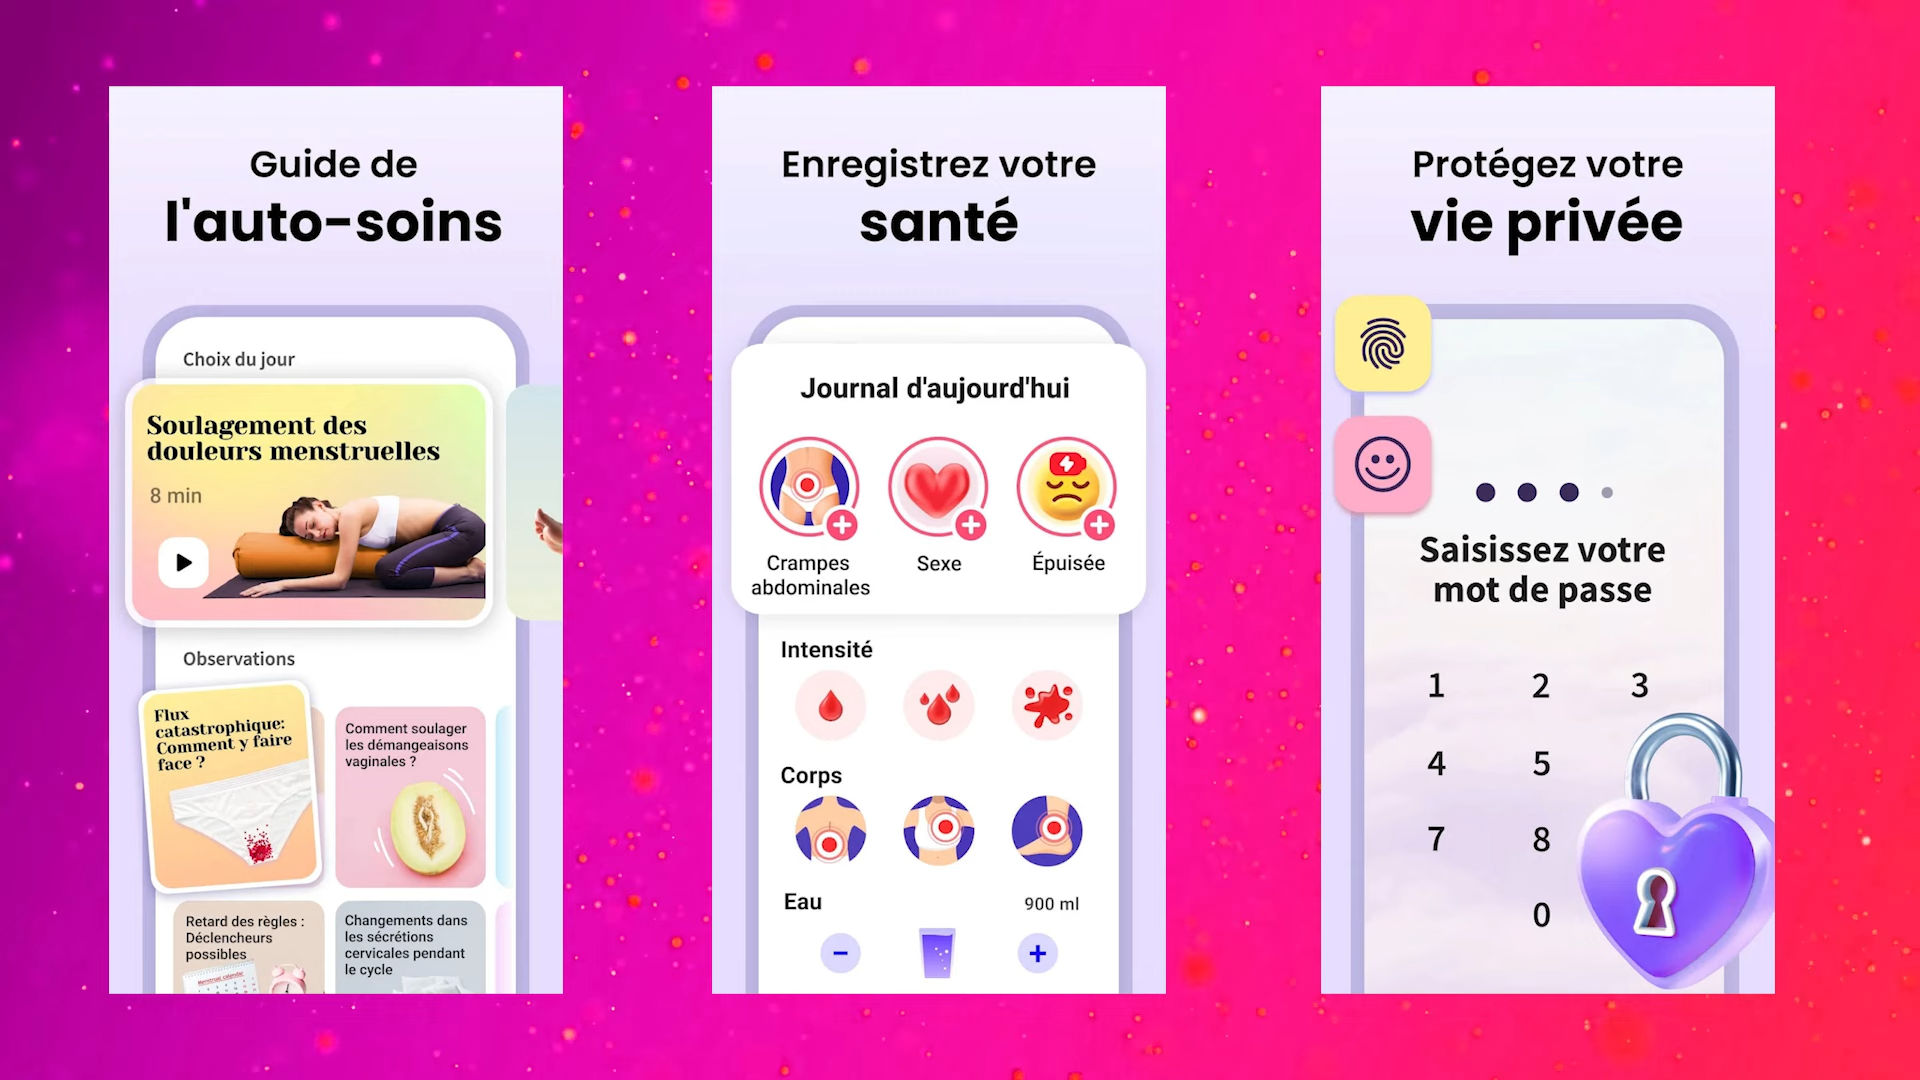 Guide de
l'auto-soins
Choix du jour
Soulagement des
douleurs menstruelles
8 min
Observations
Flux
catastrophique:
Comment y faire
face ?
Comment soulager
les démangeaisons
vaginales ?
Retard des règles :
Déclencheurs
possibles
Menstrual calendar
Changements dans
les sécrétions
cervicales pendant
le cycle
Enregistrez votre
santé
Journal d'aujourd'hui
Crampes
abdominales
Sexe
Épuisée
Intensité
Corps
Eau
900 ml
Protégez votre
vie privée
Saisissez votre
mot de passe
1 2 3
4 5
7 8
0